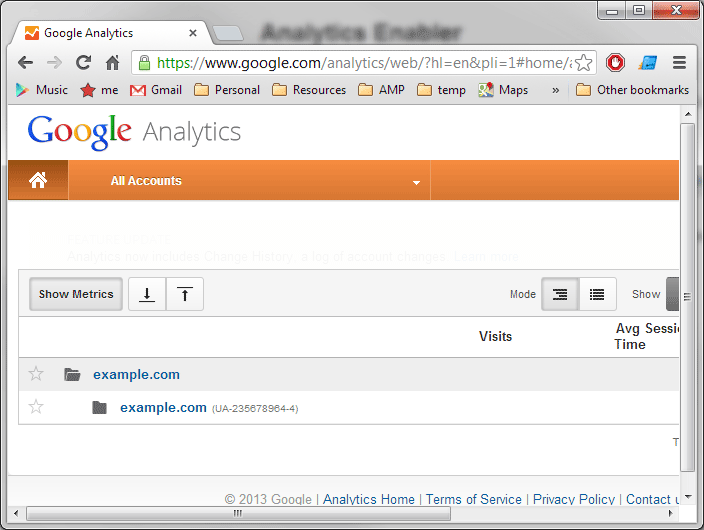 Analytics Enabler
Google Analytics
https://www.google.com/analytics/web/?hl=en&pli=1#home/a
Music me Gmail Personal Resources AMP temp Maps » Other bookmarks
Google Analytics
All Accounts
Analytics now includes Change History, a log of account changes. Learn more
Show Metrics Mode Show
Visits Avg Sessi
Time
example.com
example.com (UA-235678964-4)
T
© 2013 Google | Analytics Home | Terms of Service | Privacy Policy | Contact u